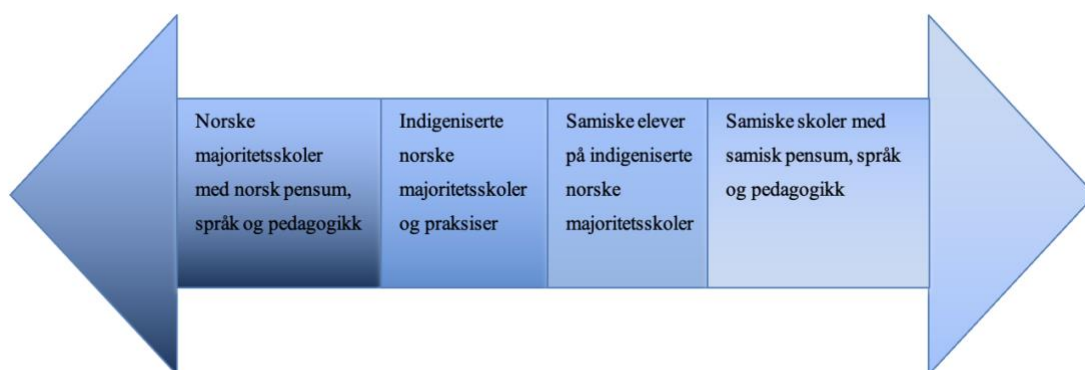 Norske
majoritetsskoler
med norsk pensum,
språk og pedagogikk
Indigeniserte
norske
majoritetsskoler
og praksiser
Samiske elever
på indigeniserte
norske
majoritetsskoler
Samiske skoler med
samisk pensum, språk
og pedagogikk